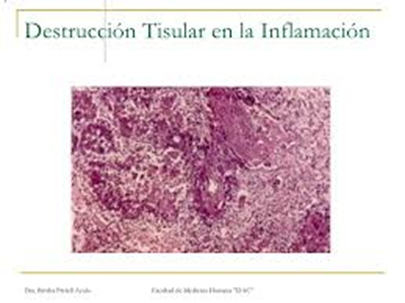 Destrucción Tisular en la Inflamación
Facultad de Medicina Humana